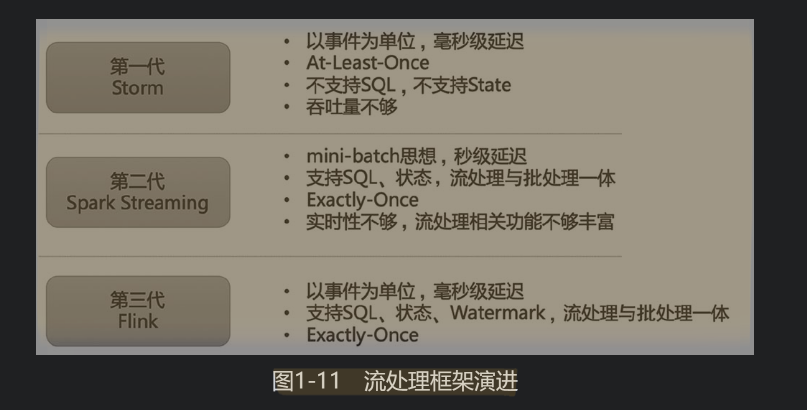 第一代
Storm
• 以事件为单位，毫秒级延迟
• At-Least-Once
• 不支持SQL，不支持State
• 吞吐量不够
第二代
Spark Streaming
• mini-batch思想，秒级延迟
• 支持SQL、状态，流处理与批处理一体
• Exactly-Once
• 实时性不够，流处理相关功能不够丰富
第三代
Flink
• 以事件为单位，毫秒级延迟
• 支持SQL、状态、Watermark，流处理与批处理一体
• Exactly-Once
图1-11 流处理框架演进